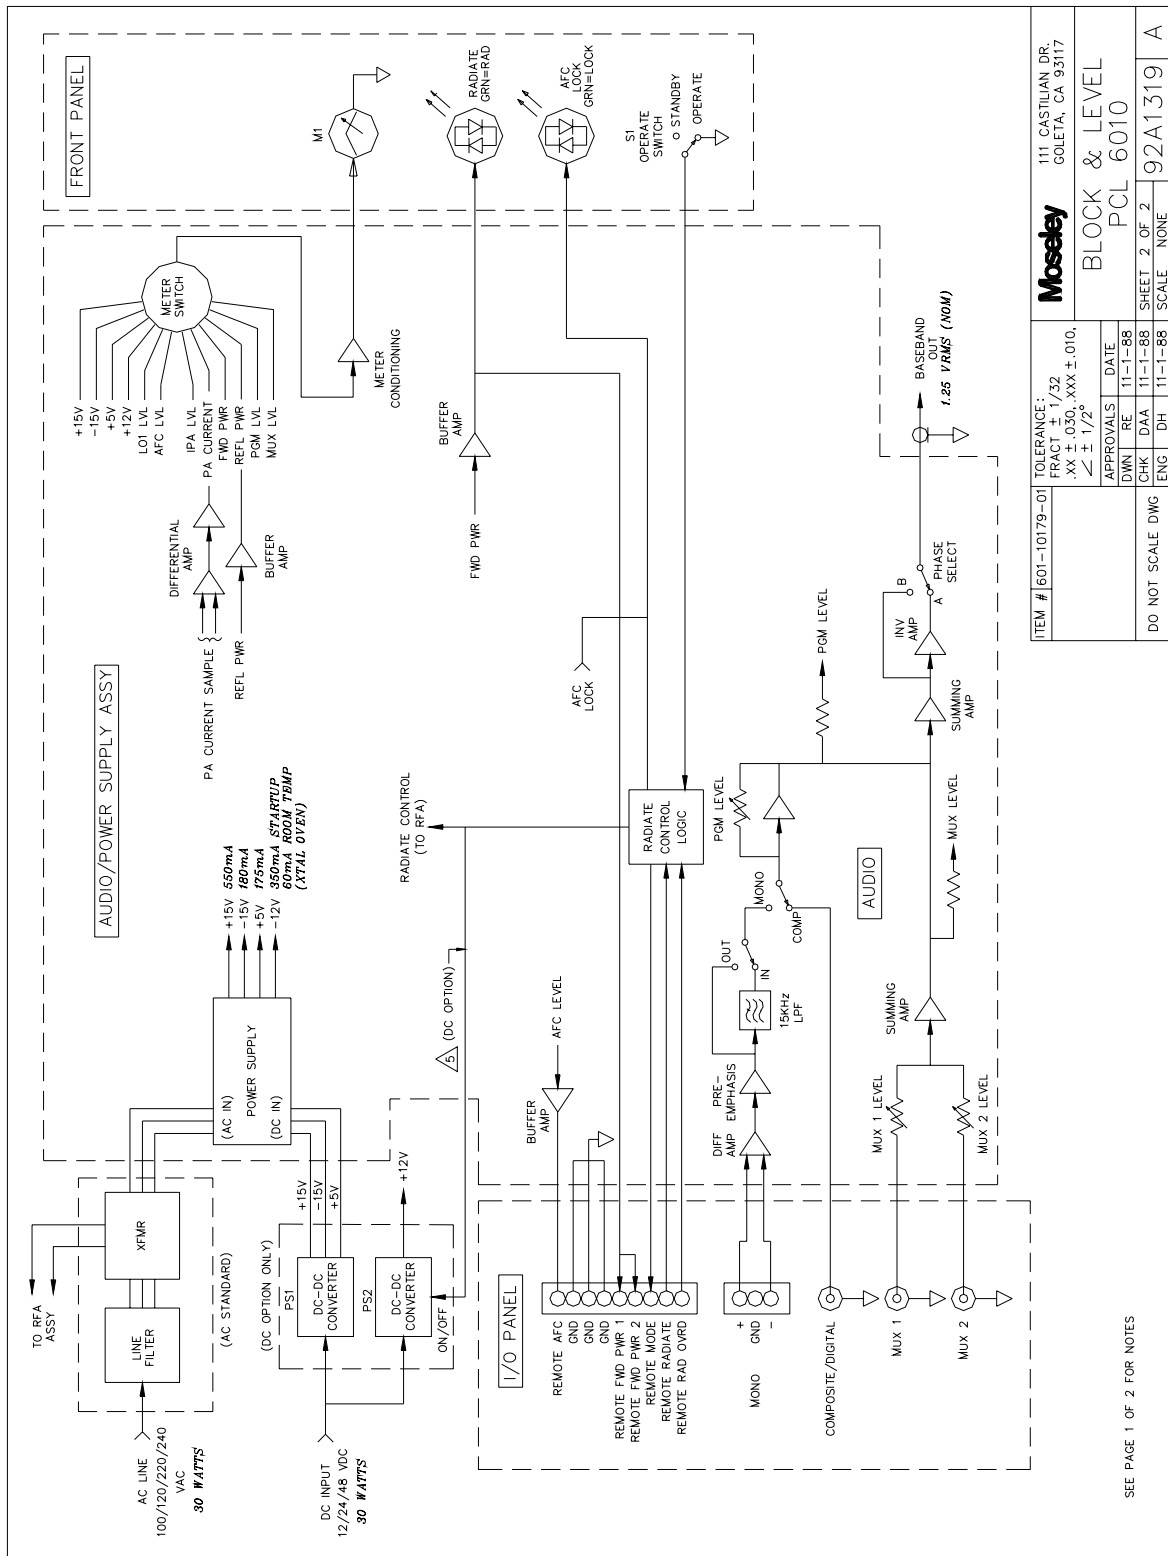 AC LINE
100/120/220/240
VAC
30 WATTS
LINE
FILTER
XFMR
TO RFA
ASSY
(AC STANDARD)
DC INPUT
12/24/48 VDC
30 WATTS
(DC OPTION ONLY)
PS1
DC-DC
CONVERTER
PS2
DC-DC
CONVERTER
ON/OFF
+15V
-15V
+5V
+12V
(AC IN)
POWER SUPPLY
(DC IN)
+15V 550mA
-15V 180mA
+5V 175mA
-12V 350mA STARTUP
60mA ROOM TEMP
(XTAL OVEN)
AUDIO/POWER SUPPLY ASSY
PA CURRENT SAMPLE
DIFFERENTIAL
AMP
REFL PWR
BUFFER
AMP
+15V
-15V
+5V
+12V
LO1 LVL
AFC LVL
IPA LVL
PA CURRENT
FWD PWR
REFL PWR
PGM LVL
MUX LVL
METER
SWITCH
METER
CONDITIONING
FRONT PANEL
M1
RADIATE
GRN=RAD
AFC
LOCK
GRN=LOCK
S1
OPERATE
SWITCH
STANDBY
OPERATE
FWD PWR
BUFFER
AMP
AFC
LOCK
RADIATE CONTROL
(TO RFA)
5 (DC OPTION)
RADIATE
CONTROL
LOGIC
AFC LEVEL
BUFFER
AMP
I/O PANEL
REMOTE AFC
GND
GND
GND
REMOTE FWD PWR 1
REMOTE FWD PWR 2
REMOTE MODE
REMOTE RADIATE
REMOTE RAD OVRD
MONO
+
GND
-
DIFF
AMP
PRE-
EMPHASIS
15KHz
LPF
OUT
IN
MONO
COMP
PGM LEVEL
PGM LEVEL
AUDIO
COMPOSITE/DIGITAL
MUX 1
MUX 2
MUX 1 LEVEL
MUX 2 LEVEL
SUMMING
AMP
MUX LEVEL
SUMMING
AMP
INV
AMP
B
A
PHASE
SELECT
BASEBAND
OUT
1.25 VRMS (NOM)
SEE PAGE 1 OF 2 FOR NOTES
ITEM # 601-10179-01
TOLERANCE:
FRACT ± 1/32
.XX ±.030, .XXX ±.010,
∠ ± 1/2°
APPROVALS DATE
DWN RE 11-1-88
CHK DAA 11-1-88
ENG DH 11-1-88
DO NOT SCALE DWG
Moseley
111 CASTILIAN DR.
GOLETA, CA 93117
BLOCK & LEVEL
PCL 6010
SHEET 2 OF 2
SCALE NONE
92A1319 A